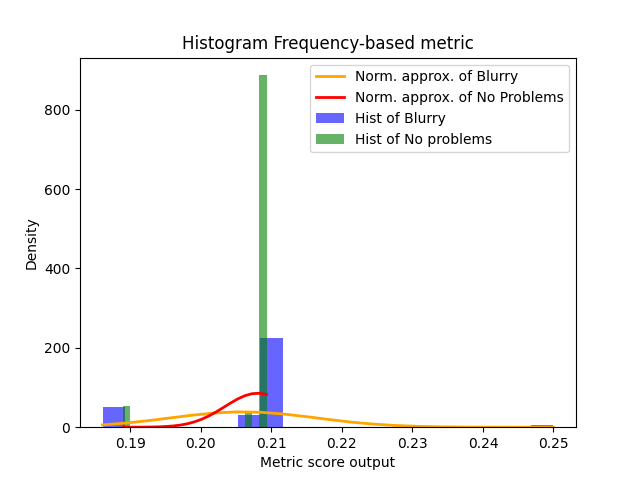 Histogram Frequency-based metric
Norm. approx. of Blurry
Norm. approx. of No Problems
Hist of Blurry
Hist of No problems
800
600
400
200
0
Density
0.19 0.20 0.21 0.22 0.23 0.24 0.25
Metric score output